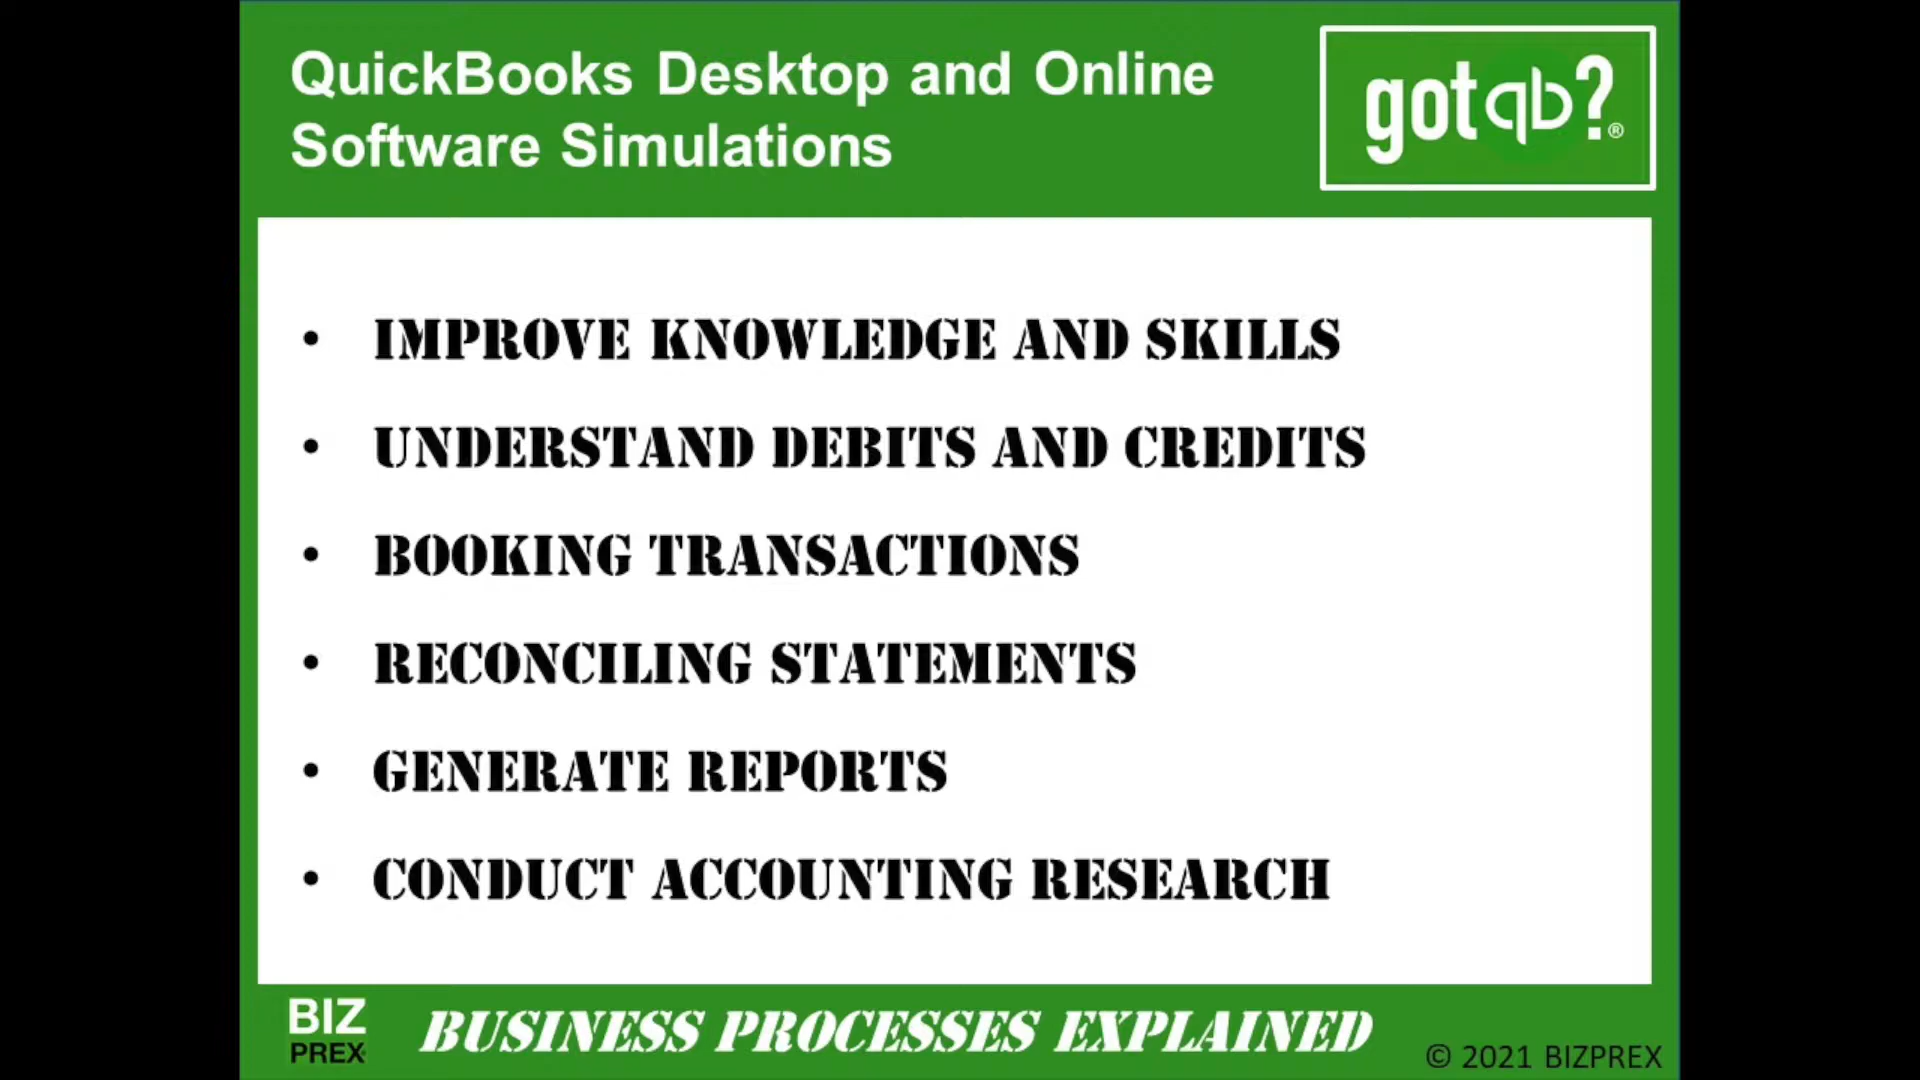 QuickBooks Desktop and Online
Software Simulations
got qb?®
• IMPROVE KNOWLEDGE AND SKILLS
• UNDERSTAND DEBITS AND CREDITS
• BOOKING TRANSACTIONS
• RECONCILING STATEMENTS
• GENERATE REPORTS
• CONDUCT ACCOUNTING RESEARCH
BIZ
PREX
BUSINESS PROCESSES EXPLAINED
© 2021 BIZPREX